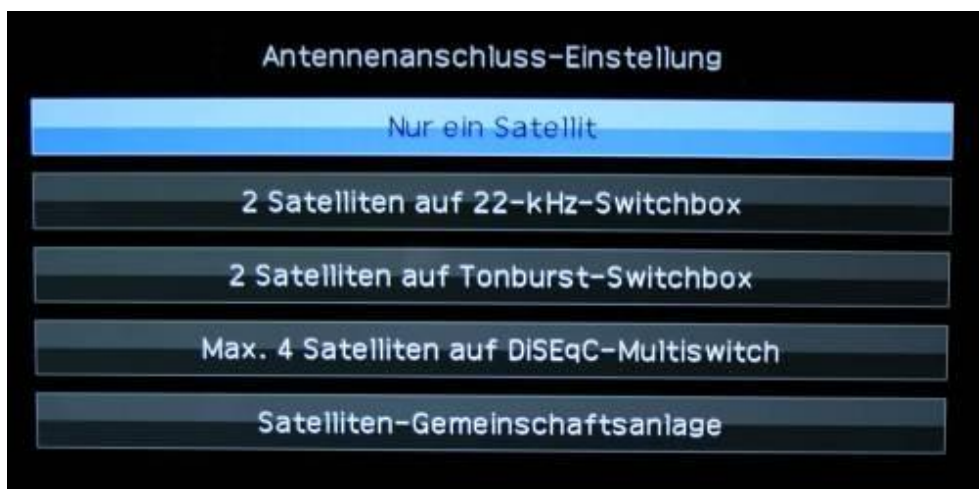 Antennenanschluss-Einstellung
Nur ein Satellit
2 Satelliten auf 22-kHz-Switchbox
2 Satelliten auf Tonburst-Switchbox
Max. 4 Satelliten auf DiSEqC-Multiswitch
Satelliten-Gemeinschaftsanlage